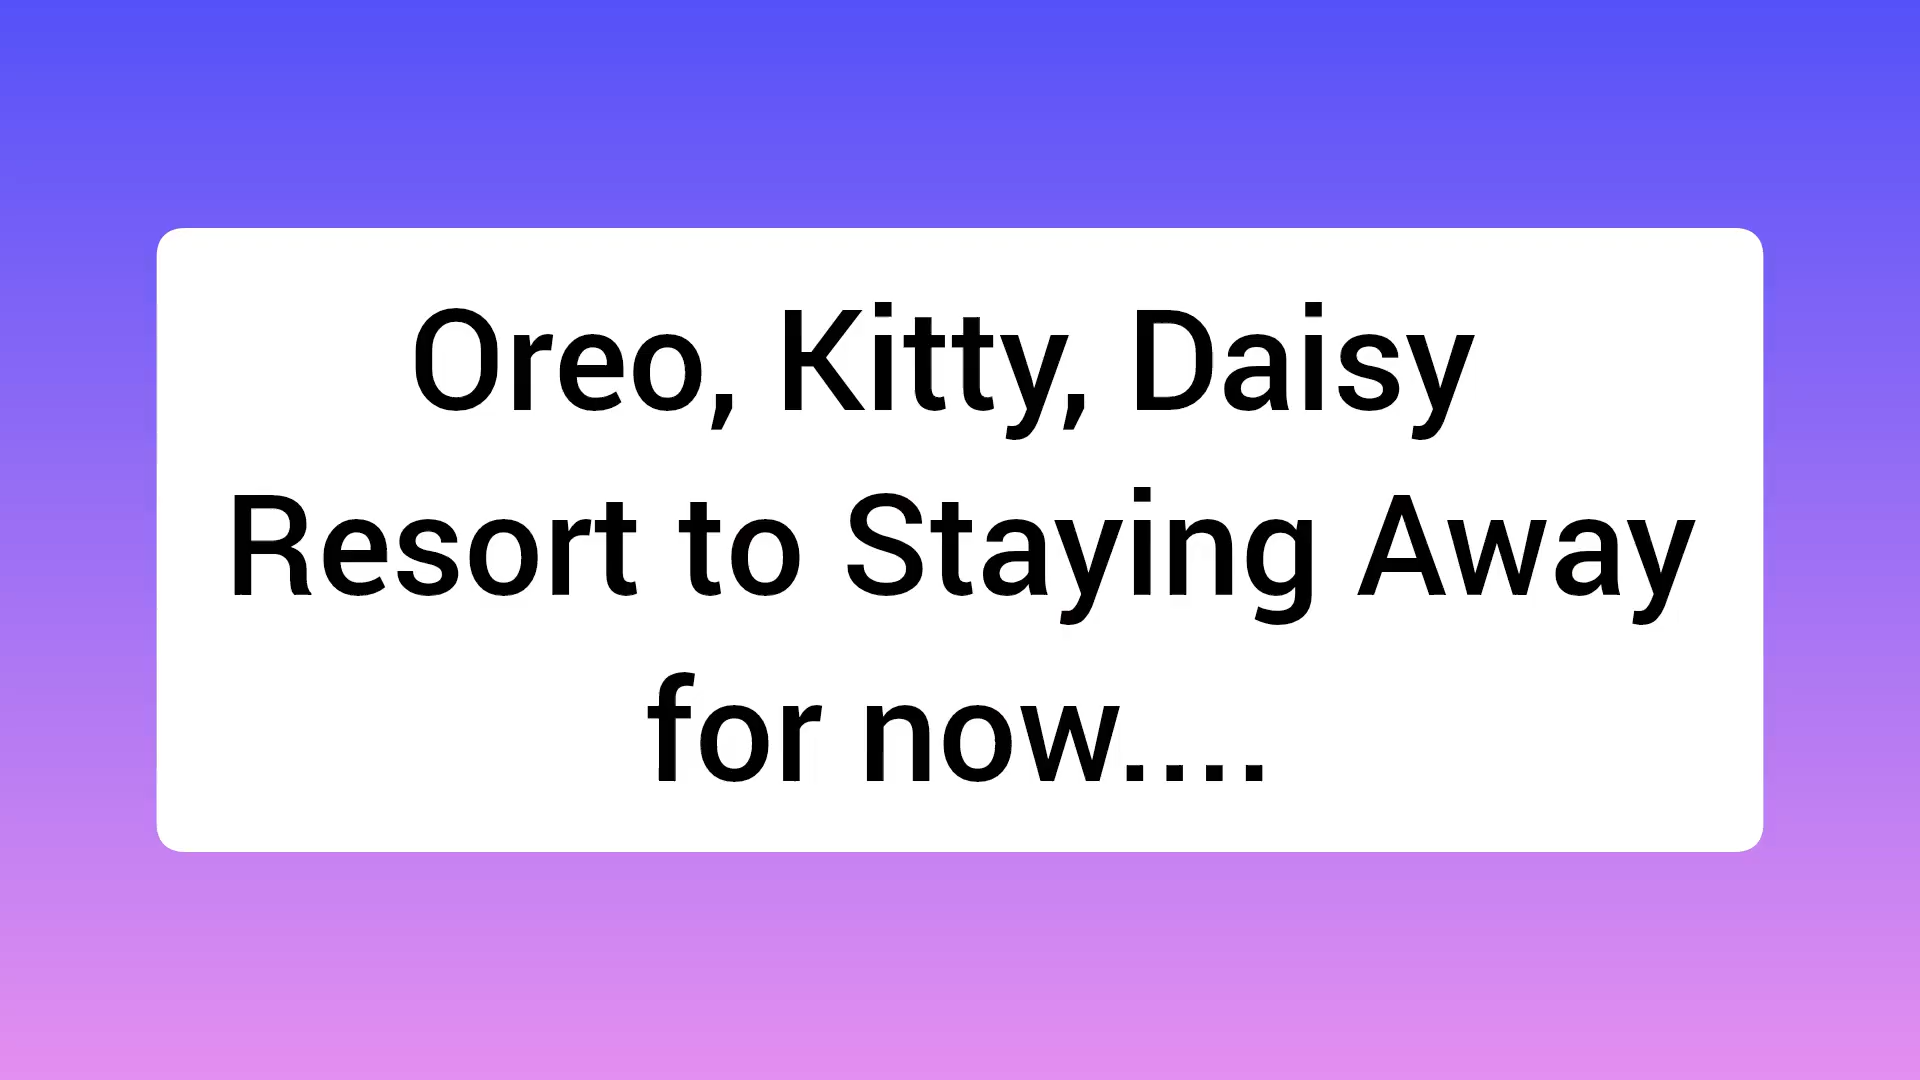 Oreo, Kitty, Daisy
Resort to Staying Away
for now....